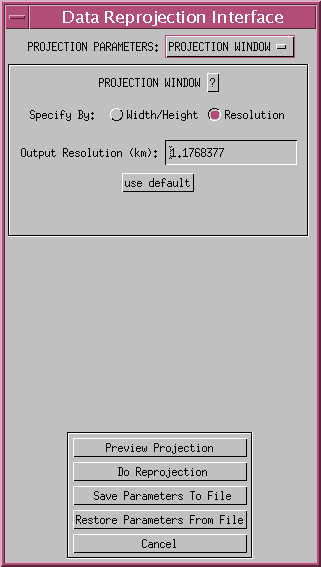 Data Reprojection Interface
PROJECTION PARAMETERS: PROJECTION WINDOW
PROJECTION WINDOW ?
Specify By: Width/Height Resolution
Output Resolution (km): 1.1768377
use default
Preview Projection
Do Reprojection
Save Parameters To File
Restore Parameters From File
Cancel